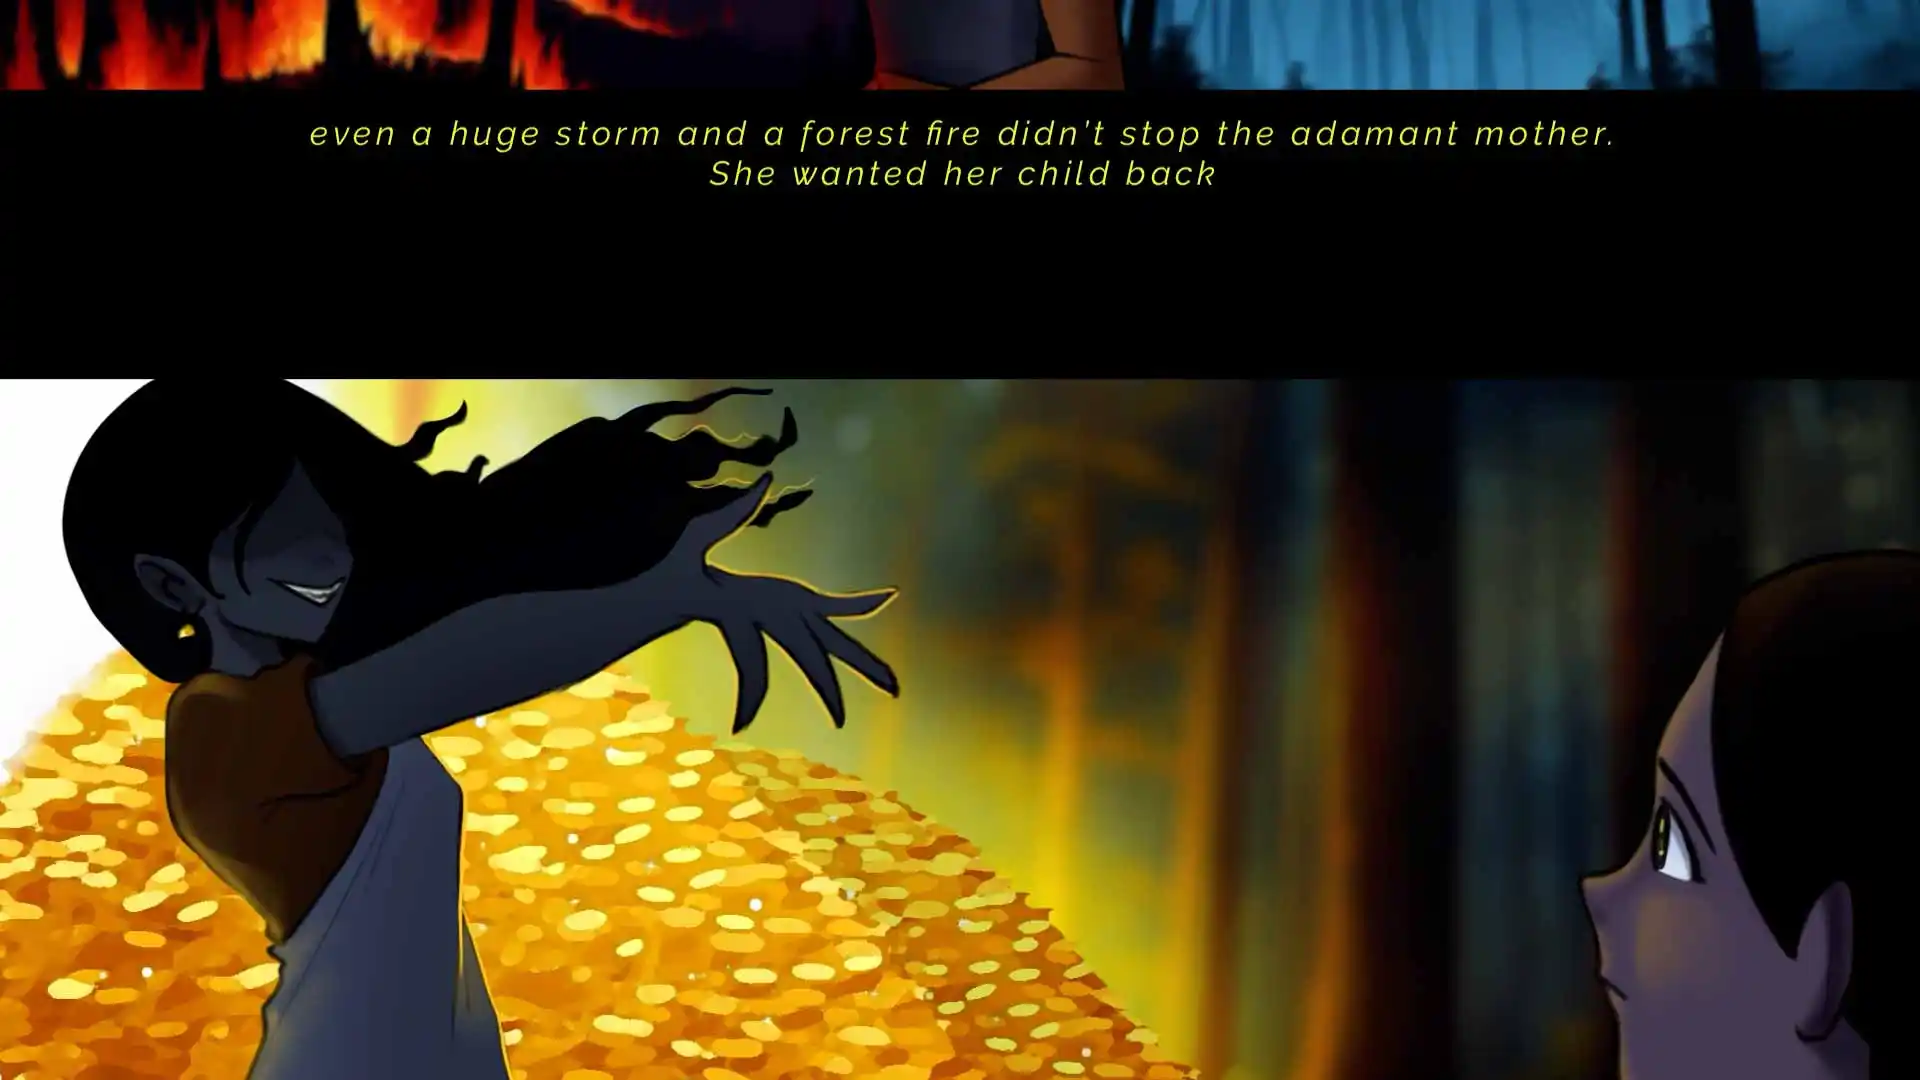 even a huge storm and a forest fire didn't stop the adamant mother.
She wanted her child back